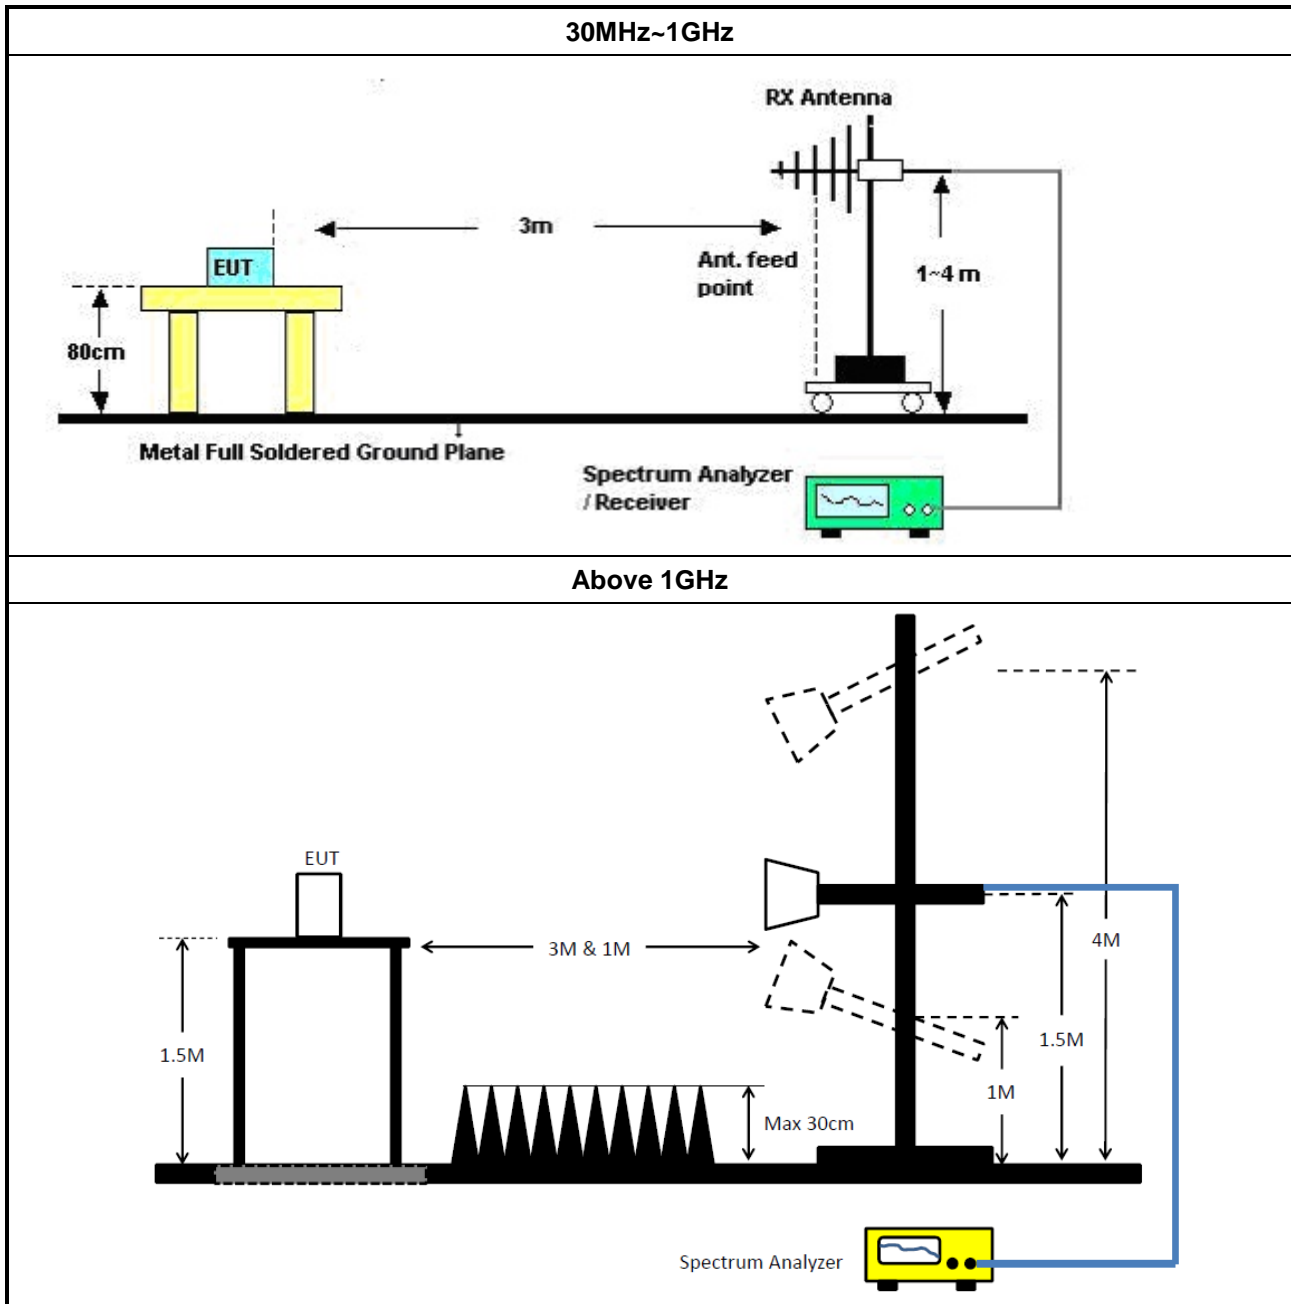 30MHz~1GHz
RX Antenna
3m
EUT
Ant. feed
point
1~4 m
80cm
Metal Full Soldered Ground Plane
Spectrum Analyzer
/ Receiver
Above 1GHz
EUT
3M & 1M
4M
1.5M
1.5M
1M
Max 30cm
Spectrum Analyzer